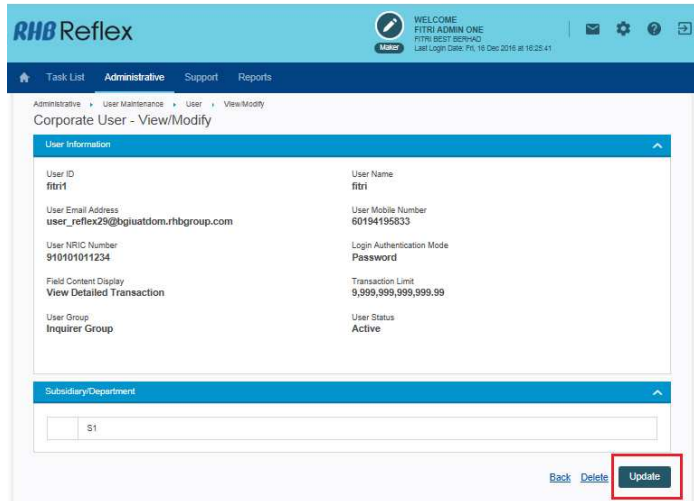 RHB Reflex
Maker
WELCOME
FITRI ADMIN ONE
FITRI BEST BERHAD
Last Login Date: Fri, 16 Dec 2016 at 16:25:41
Task List Administrative Support Reports
Administrative User Maintenance User View/Modify
Corporate User - View/Modify
User Information
User ID User Name
fitri1 fitri
User Email Address User Mobile Number
user_reflex29@bgiuatdom.rhbgroup.com 60194195833
User NRIC Number Login Authentication Mode
910101011234 Password
Field Content Display Transaction Limit
View Detailed Transaction 9,999,999,999,999.99
User Group User Status
Inquirer Group Active
Subsidiary/Department
S1
Back Delete Update